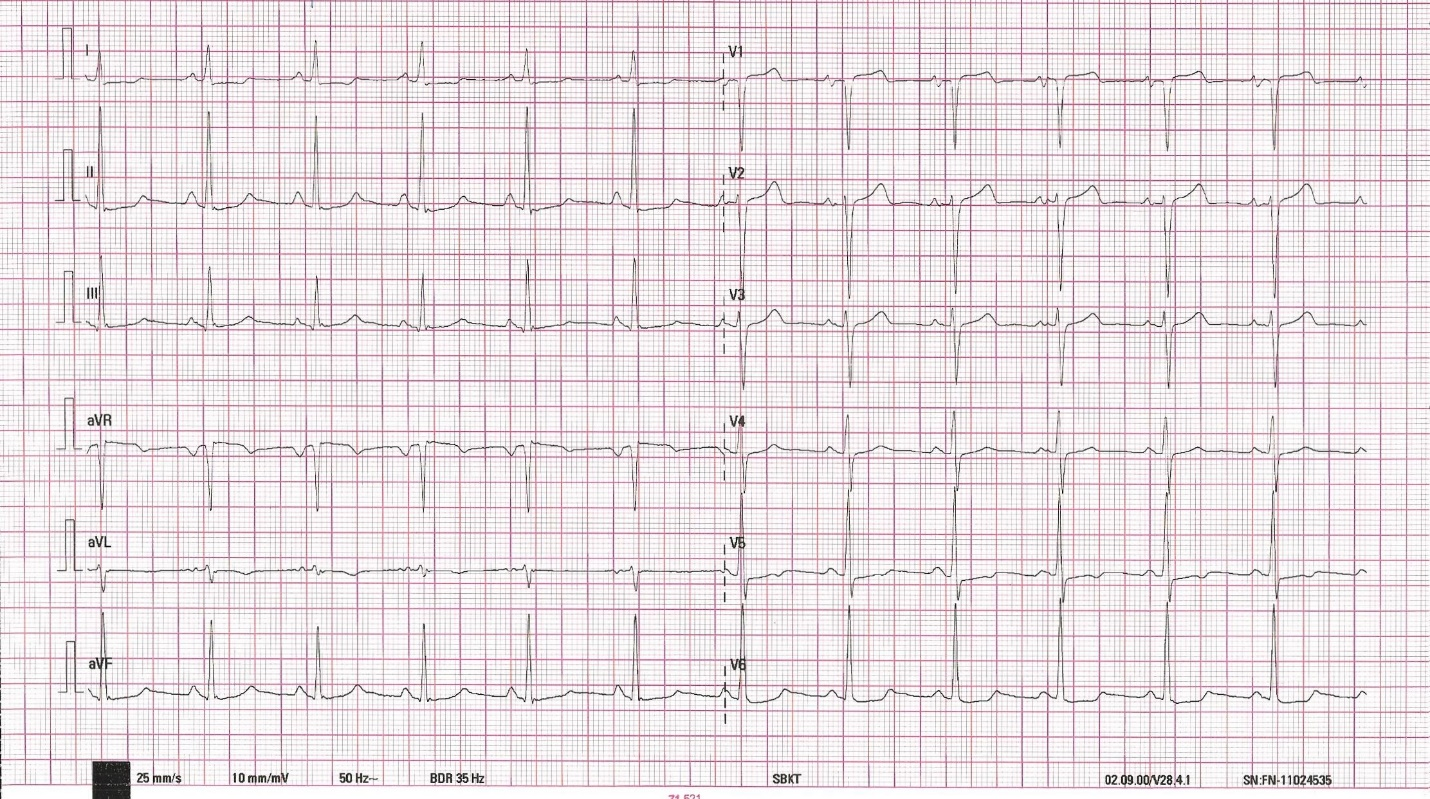 I V1
II V2
III V3
aVR V4
aVL V5
aVF V6
25 mm/s 10 mm/mV 50 Hz~ BDR 35 Hz SBKT 02.09.00/V28.4.1 SN:FN-11024535